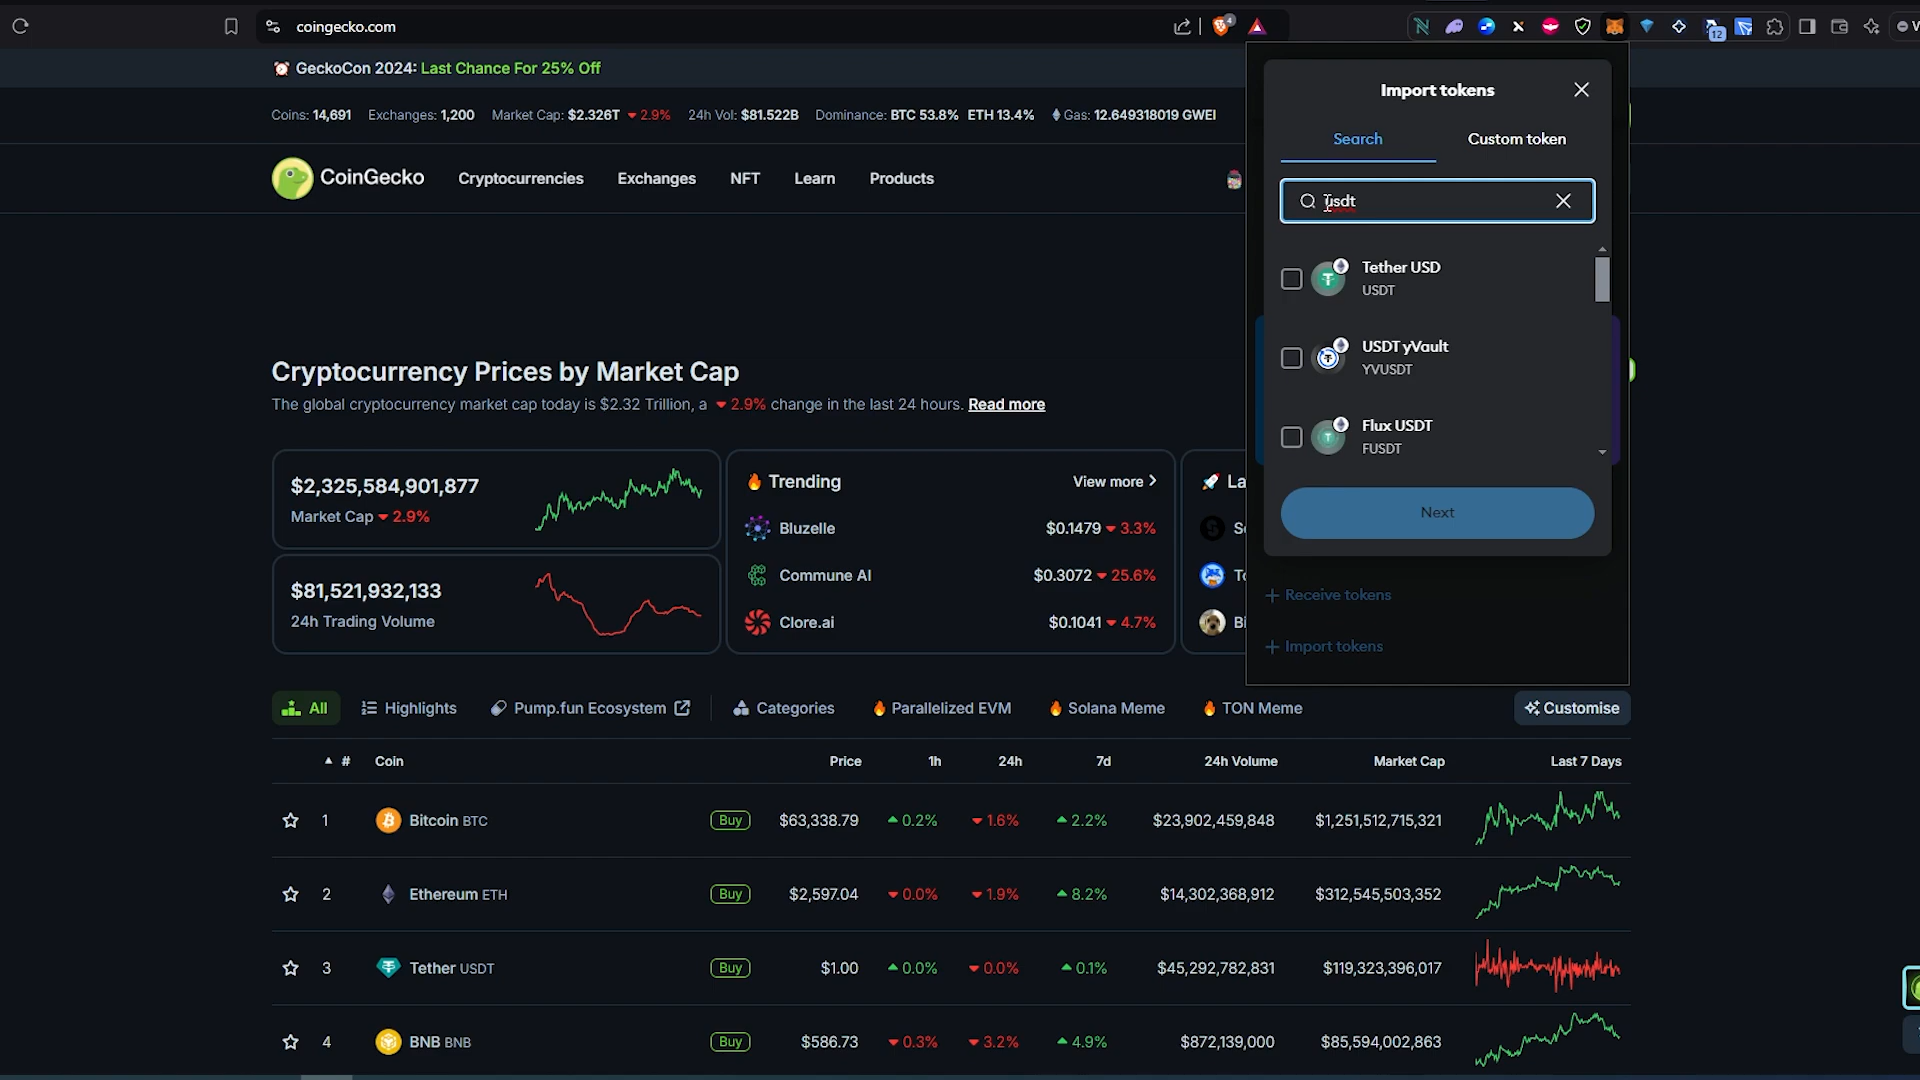 coingecko.com
4
12
GeckoCon 2024: Last Chance For 25% Off
Coins: 14,691 Exchanges: 1,200 Market Cap: $2.326T 2.9% 24h Vol: $81.522B Dominance: BTC 53.8% ETH 13.4% Gas: 12.649318019 GWEI
CoinGecko Cryptocurrencies Exchanges NFT Learn Products
Import tokens
Search Custom token
usdt
Tether USD
USDT
USDT yVault
YVUSDT
Flux USDT
FUSDT
Next
+ Receive tokens
+ Import tokens
Cryptocurrency Prices by Market Cap
The global cryptocurrency market cap today is $2.32 Trillion, a 2.9% change in the last 24 hours. Read more
$2,325,584,901,877
Market Cap 2.9%
$81,521,932,133
24h Trading Volume
Trending View more
Bluzelle $0.1479 3.3%
Commune AI $0.3072 25.6%
Clore.ai $0.1041 4.7%
All Highlights Pump.fun Ecosystem Categories Parallelized EVM Solana Meme TON Meme Customise
# Coin Price 1h 24h 7d 24h Volume Market Cap Last 7 Days
1 Bitcoin BTC Buy $63,338.79 0.2% 1.6% 2.2% $23,902,459,848 $1,251,512,715,321
2 Ethereum ETH Buy $2,597.04 0.0% 1.9% 8.2% $14,302,368,912 $312,545,503,352
3 Tether USDT Buy $1.00 0.0% 0.0% 0.1% $45,292,782,831 $119,323,396,017
4 BNB BNB Buy $586.73 0.3% 3.2% 4.9% $872,139,000 $85,594,002,863